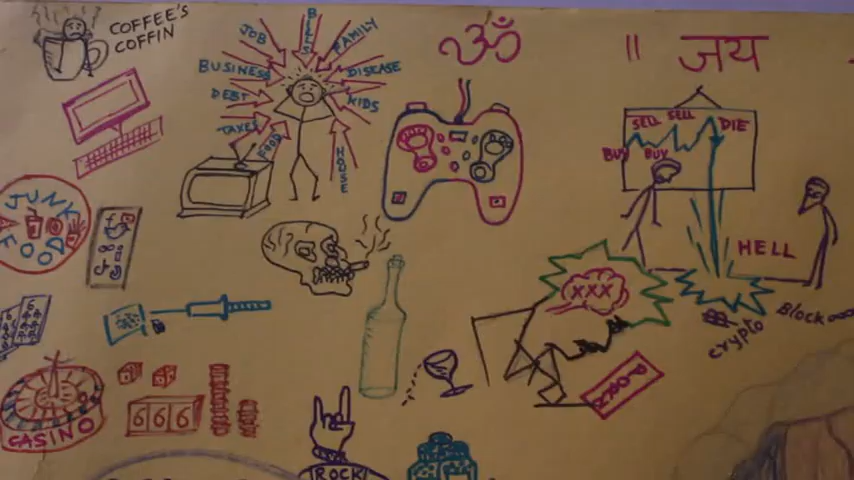 COFFEE'S
COFFIN
JOB
BILLS
FAMILY
BUSINESS
DISEASE
DEBT
KIDS
TAXES
FOOD
HOUSE
ॐ
॥ जय
SELL SELL
DIE
BUY BUY
HELL
JUNK
FOOD
XXX
crypto
Block
CASINO
666
ROCK